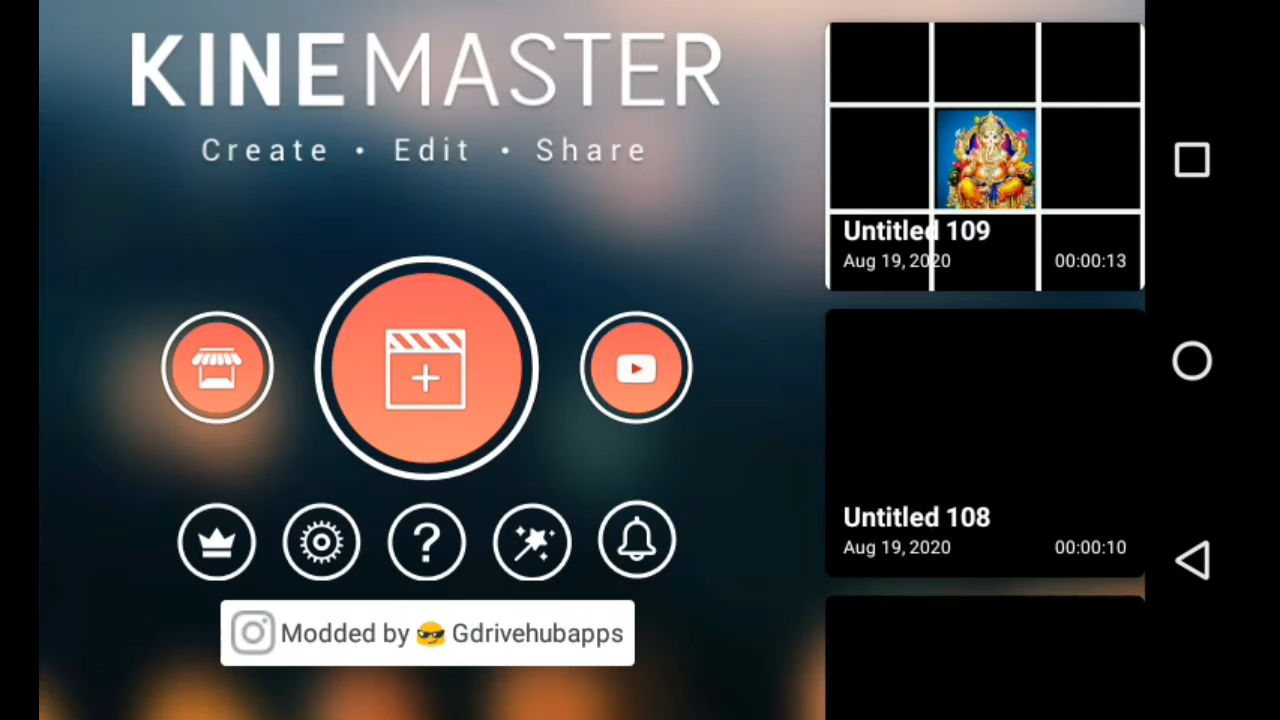 KINEMASTER
Create • Edit • Share
Modded by 😎 Gdrivehubapps
Untitled 109
Aug 19, 2020 00:00:13
Untitled 108
Aug 19, 2020 00:00:10